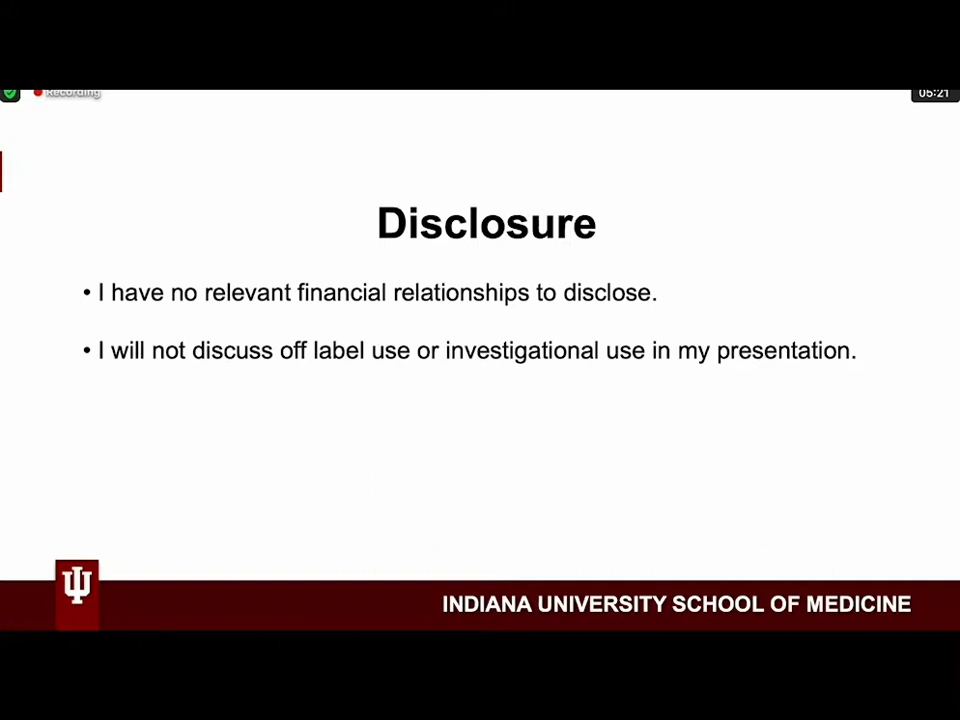 Recording
05:21
Disclosure
• I have no relevant financial relationships to disclose.
• I will not discuss off label use or investigational use in my presentation.
INDIANA UNIVERSITY SCHOOL OF MEDICINE